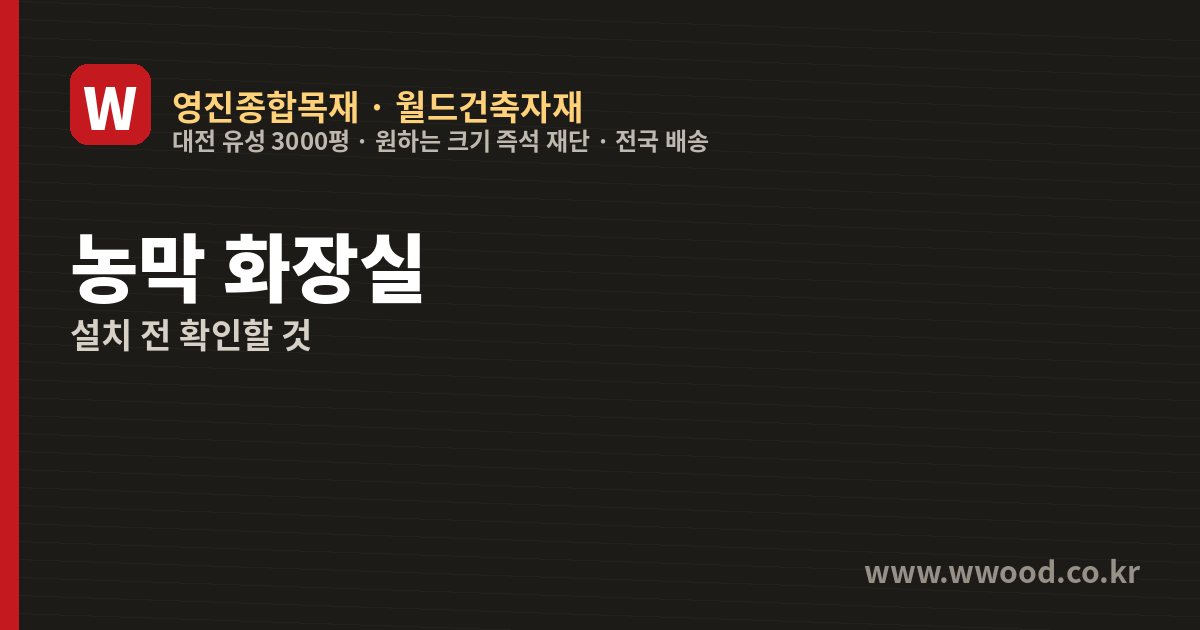 W
영진종합목재 · 월드건축자재
대전 유성 3000평 · 원하는 크기 즉석 재단 · 전국 배송
농막 화장실
설치 전 확인할 것
www.wwood.co.kr